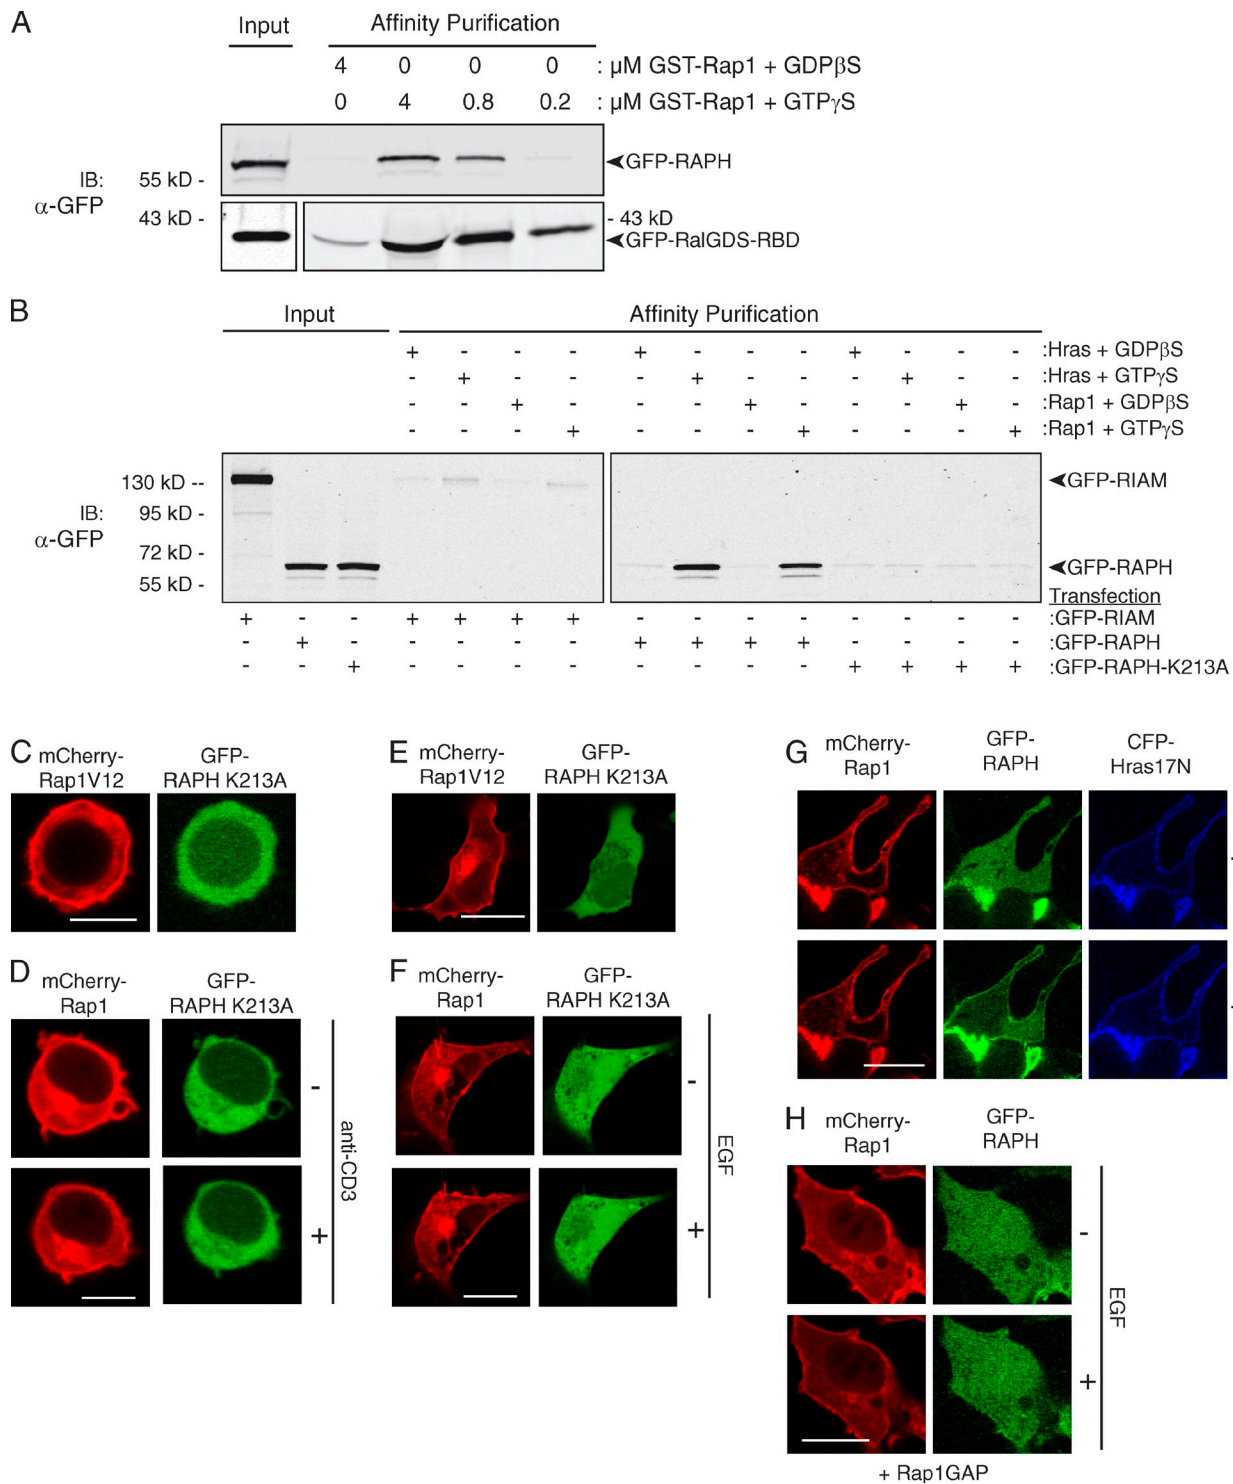 A
Input
Affinity Purification
4 0 0 0 : μM GST-Rap1 + GDPβS
0 4 0.8 0.2 : μM GST-Rap1 + GTPγS
IB:
α-GFP
55 kD -
GFP-RAPH
43 kD -
- 43 kD
GFP-RalGDS-RBD
B
Input
Affinity Purification
+ - - - + - - - + - - - :Hras + GDPβS
- + - - - + - - - + - - :Hras + GTPγS
- - + - - - + - - - + - :Rap1 + GDPβS
- - - + - - - + - - - + :Rap1 + GTPγS
IB:
α-GFP
130 kD --
95 kD -
72 kD -
55 kD -
GFP-RIAM
GFP-RAPH
Transfection
+ - - + + + + - - - - - - - - :GFP-RIAM
- + - - - - - + + + + - - - - :GFP-RAPH
- - + - - - - - - - - + + + + :GFP-RAPH-K213A
C
mCherry-
Rap1V12
GFP-
RAPH K213A
D
mCherry-
Rap1
GFP-
RAPH K213A
-
+
anti-CD3
E
mCherry-
Rap1V12
GFP-
RAPH K213A
F
mCherry-
Rap1
GFP-
RAPH K213A
-
+
EGF
G
mCherry-
Rap1
GFP-
RAPH
CFP-
Hras17N
H
mCherry-
Rap1
GFP-
RAPH
-
+
EGF
+ Rap1GAP